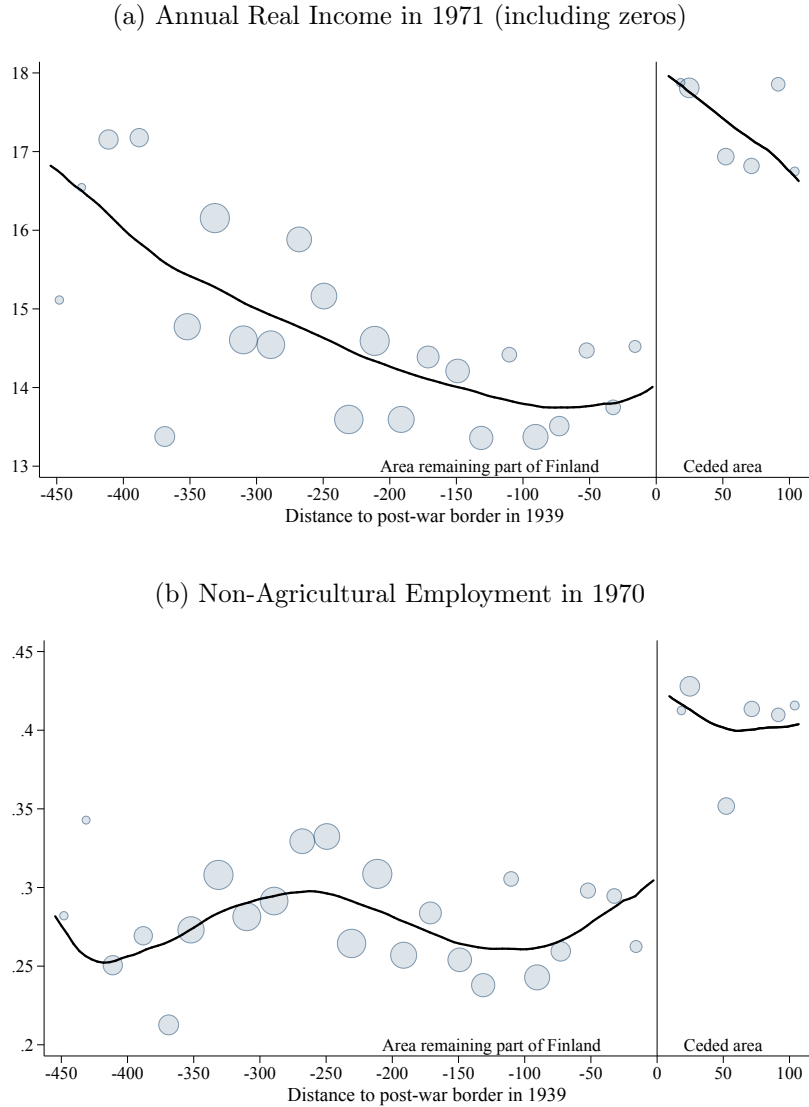 (a) Annual Real Income in 1971 (including zeros)
18
17
16
15
14
13
Area remaining part of Finland
Ceded area
-450 -400 -350 -300 -250 -200 -150 -100 -50 0 50 100
Distance to post-war border in 1939
(b) Non-Agricultural Employment in 1970
.45
.4
.35
.3
.25
.2
Area remaining part of Finland
Ceded area
-450 -400 -350 -300 -250 -200 -150 -100 -50 0 50 100
Distance to post-war border in 1939